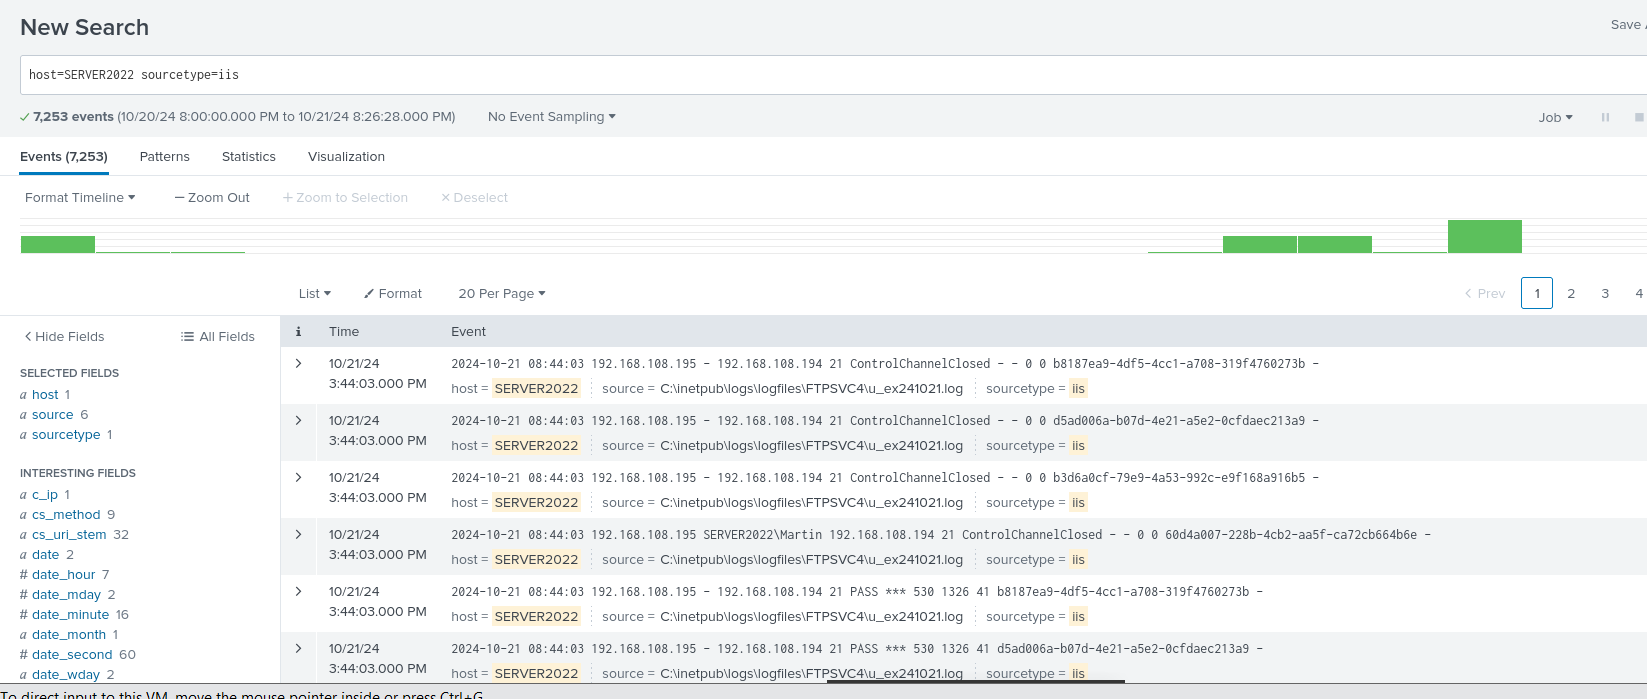 New Search
Save
host=SERVER2022 sourcetype=iis
7,253 events (10/20/24 8:00:00.000 PM to 10/21/24 8:26:28.000 PM) No Event Sampling
Job
Events (7,253) Patterns Statistics Visualization
Format Timeline — Zoom Out + Zoom to Selection × Deselect
List Format 20 Per Page < Prev 1 2 3 4
< Hide Fields All Fields
i Time Event
SELECTED FIELDS
a host 1
a source 6
a sourcetype 1
INTERESTING FIELDS
a c_ip 1
a cs_method 9
a cs_uri_stem 32
a date 2
# date_hour 7
# date_mday 2
# date_minute 16
a date_month 1
# date_second 60
a date_wday 2
> 10/21/24 2024-10-21 08:44:03 192.168.108.195 - 192.168.108.194 21 ControlChannelClosed - - 0 0 b8187ea9-4df5-4cc1-a708-319f4760273b -
3:44:03.000 PM host = SERVER2022 source = C:\inetpub\logs\logfiles\FTPSVC4\u_ex241021.log sourcetype = iis
> 10/21/24 2024-10-21 08:44:03 192.168.108.195 - 192.168.108.194 21 ControlChannelClosed - - 0 0 d5ad006a-b07d-4e21-a5e2-0cfdaec213a9 -
3:44:03.000 PM host = SERVER2022 source = C:\inetpub\logs\logfiles\FTPSVC4\u_ex241021.log sourcetype = iis
> 10/21/24 2024-10-21 08:44:03 192.168.108.195 - 192.168.108.194 21 ControlChannelClosed - - 0 0 b3d6a0cf-79e9-4a53-992c-e9f168a916b5 -
3:44:03.000 PM host = SERVER2022 source = C:\inetpub\logs\logfiles\FTPSVC4\u_ex241021.log sourcetype = iis
> 10/21/24 2024-10-21 08:44:03 192.168.108.195 SERVER2022\Martin 192.168.108.194 21 ControlChannelClosed - - 0 0 60d4a007-228b-4cb2-aa5f-ca72cb664b6e -
3:44:03.000 PM host = SERVER2022 source = C:\inetpub\logs\logfiles\FTPSVC4\u_ex241021.log sourcetype = iis
> 10/21/24 2024-10-21 08:44:03 192.168.108.195 - 192.168.108.194 21 PASS *** 530 1326 41 b8187ea9-4df5-4cc1-a708-319f4760273b -
3:44:03.000 PM host = SERVER2022 source = C:\inetpub\logs\logfiles\FTPSVC4\u_ex241021.log sourcetype = iis
> 10/21/24 2024-10-21 08:44:03 192.168.108.195 - 192.168.108.194 21 PASS *** 530 1326 41 d5ad006a-b07d-4e21-a5e2-0cfdaec213a9 -
3:44:03.000 PM host = SERVER2022 source = C:\inetpub\logs\logfiles\FTPSVC4\u_ex241021.log sourcetype = iis
To direct input to this VM, move the mouse pointer inside or press Ctrl+G.